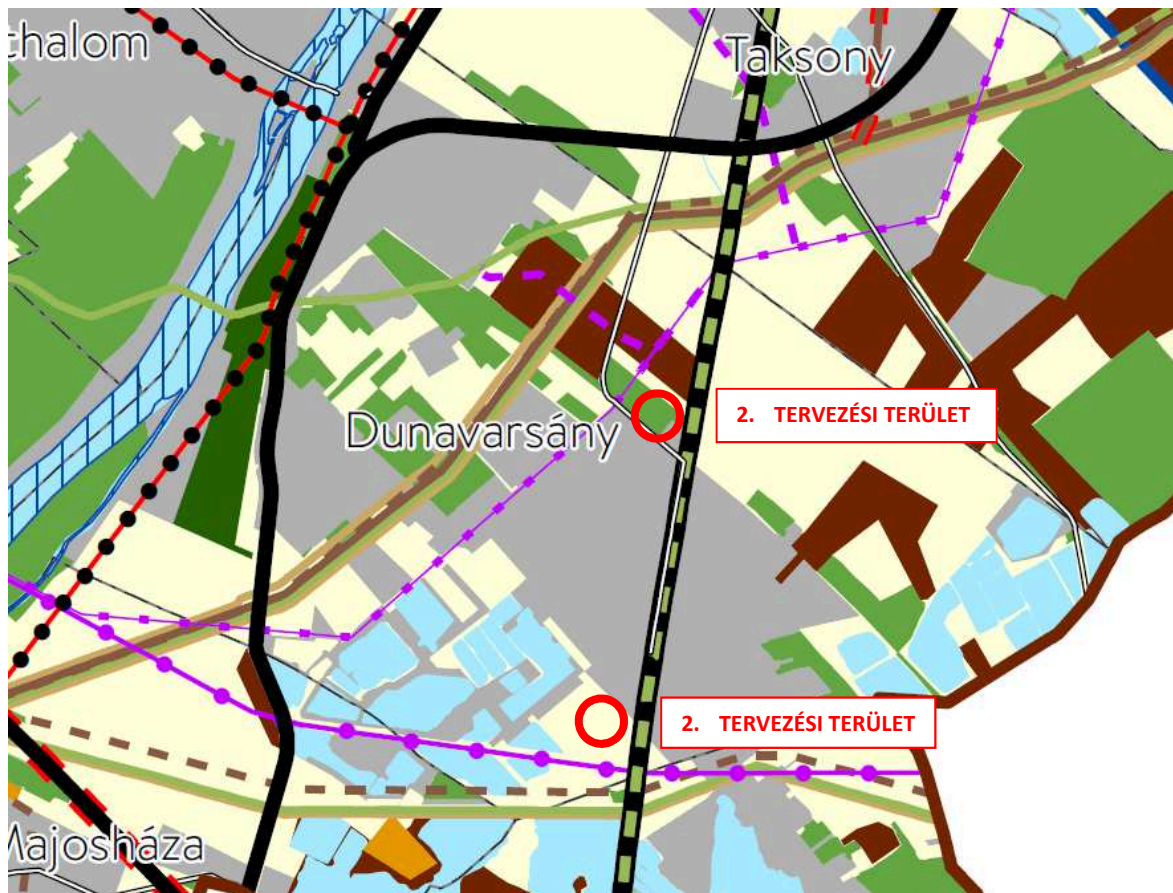 thalom
Taksony
2. TERVEZÉSI TERÜLET
Dunavarsány
2. TERVEZÉSI TERÜLET
Majosháza